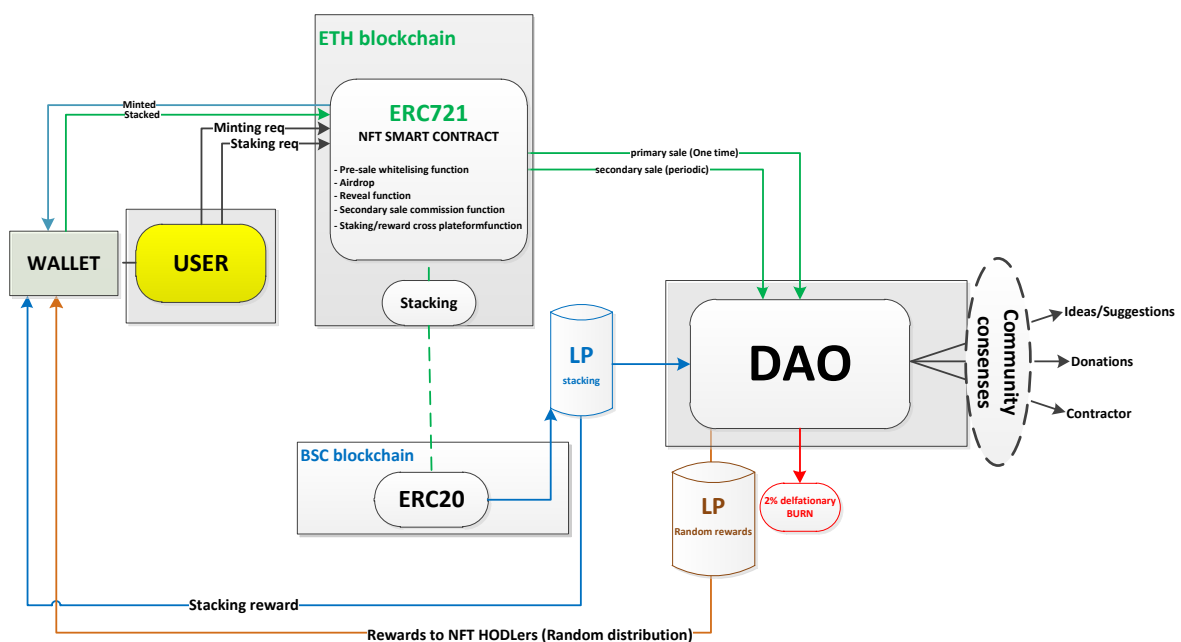 ETH blockchain
ERC721
NFT SMART CONTRACT
- Pre-sale whitelising function
- Airdrop
- Reveal function
- Secondary sale commission function
- Staking/reward cross plateformfunction
Minted
Stacked
Minting req
Staking req
primary sale (One time)
secondary sale (periodic)
WALLET
USER
Stacking
LP
stacking
DAO
Community
consenses
Ideas/Suggestions
Donations
Contractor
BSC blockchain
ERC20
LP
Random rewards
2% delfationary
BURN
Stacking reward
Rewards to NFT HODLers (Random distribution)